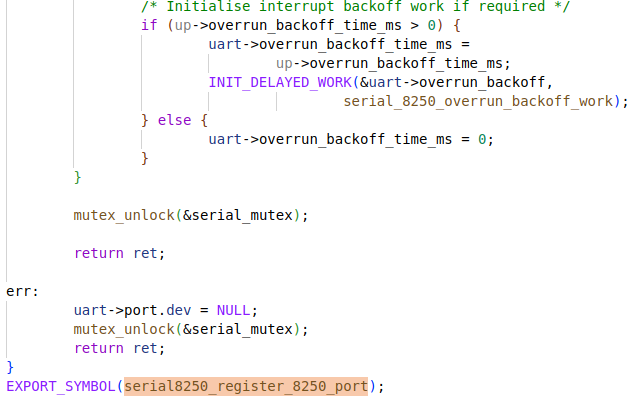 /* Initialise interrupt backoff work if required */
if (up->overrun_backoff_time_ms > 0) {
uart->overrun_backoff_time_ms =
up->overrun_backoff_time_ms;
INIT_DELAYED_WORK(&uart->overrun_backoff,
serial_8250_overrun_backoff_work);
} else {
uart->overrun_backoff_time_ms = 0;
}
}
mutex_unlock(&serial_mutex);
return ret;
err:
uart->port.dev = NULL;
mutex_unlock(&serial_mutex);
return ret;
}
EXPORT_SYMBOL(serial8250_register_8250_port);